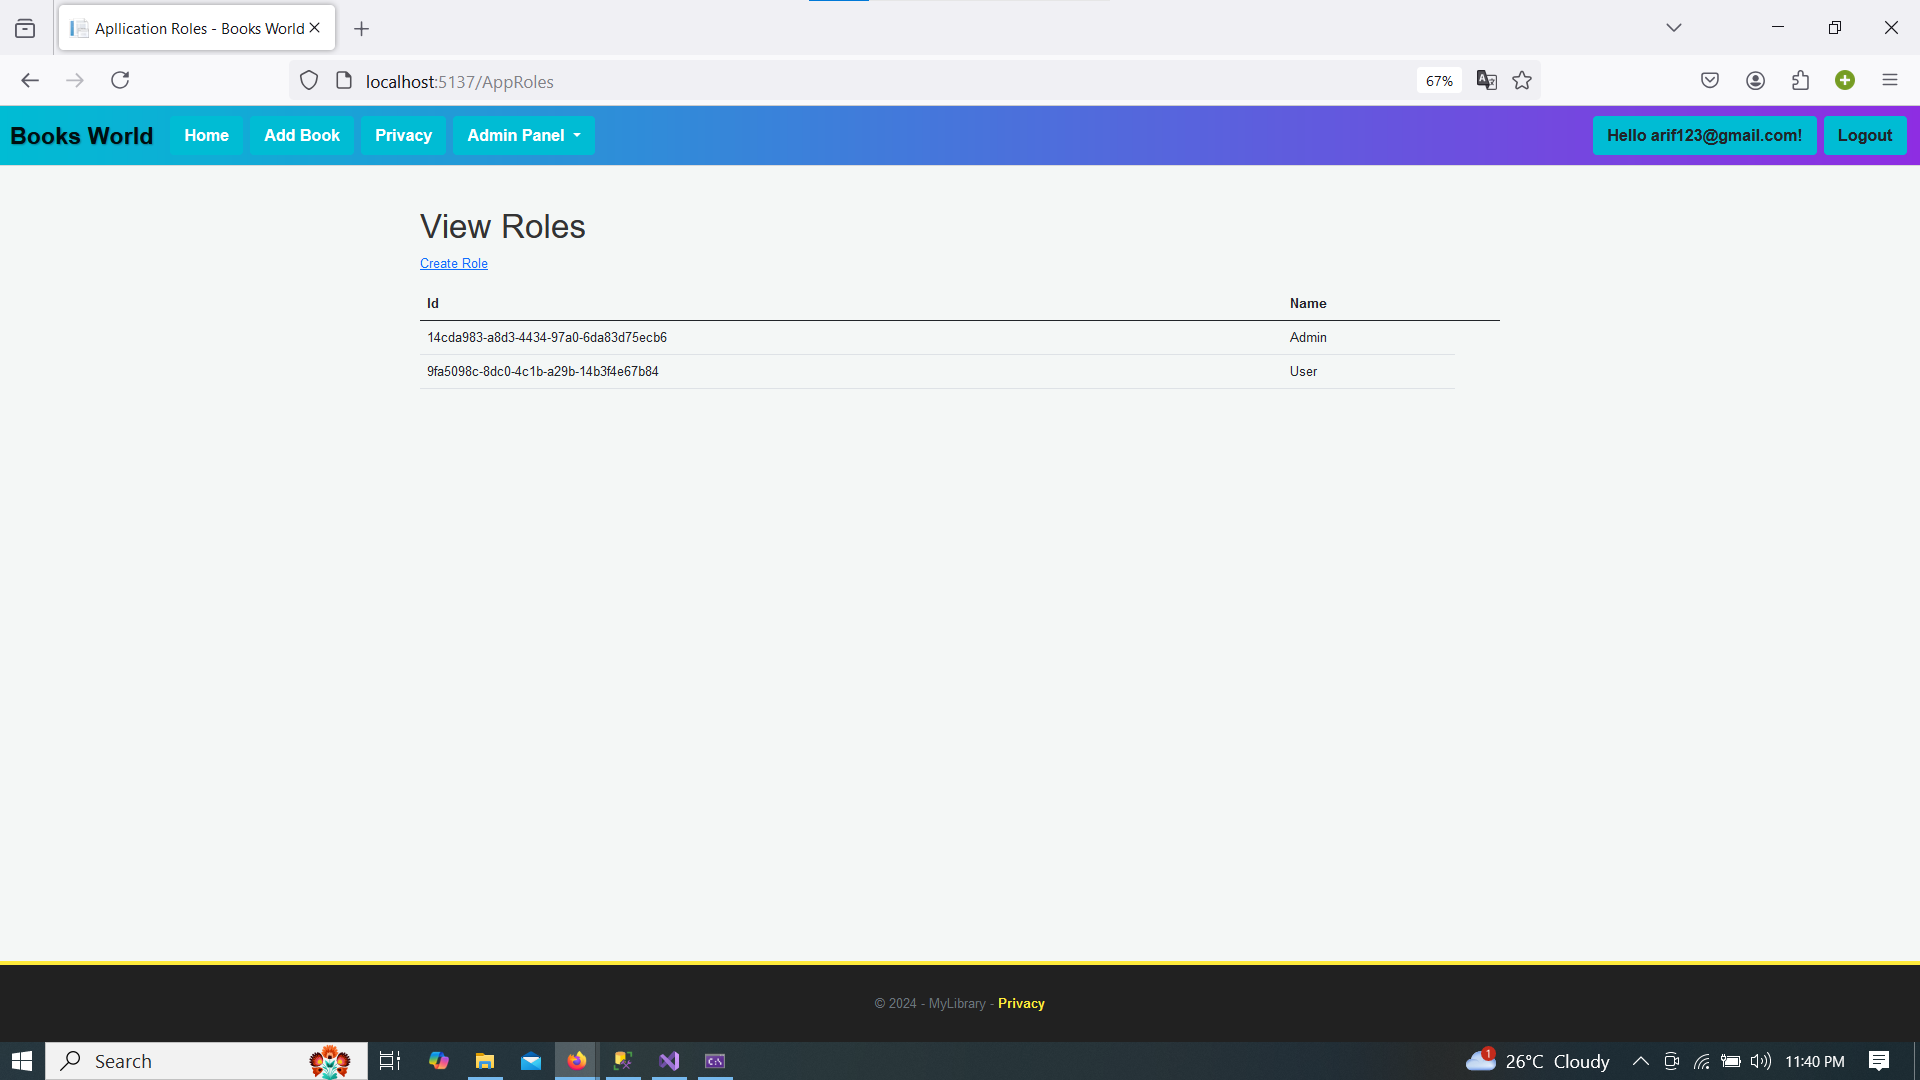 Apllication Roles - Books World
localhost:5137/AppRoles
67%
Books World
Home
Add Book
Privacy
Admin Panel
Hello arif123@gmail.com!
Logout
View Roles
Create Role
Id Name
14cda983-a8d3-4434-97a0-6da83d75ecb6 Admin
9fa5098c-8dc0-4c1b-a29b-14b3f4e67b84 User
© 2024 - MyLibrary - Privacy
Search
1
26°C Cloudy
11:40 PM